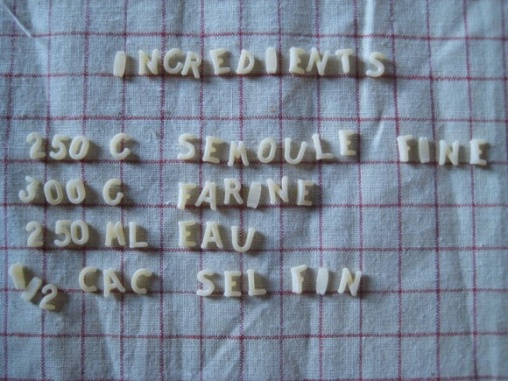 INGREDIENTS
250 G SEMOULE FINE
300 G FARINE
250 ML EAU
1/2 CAC SEL FIN